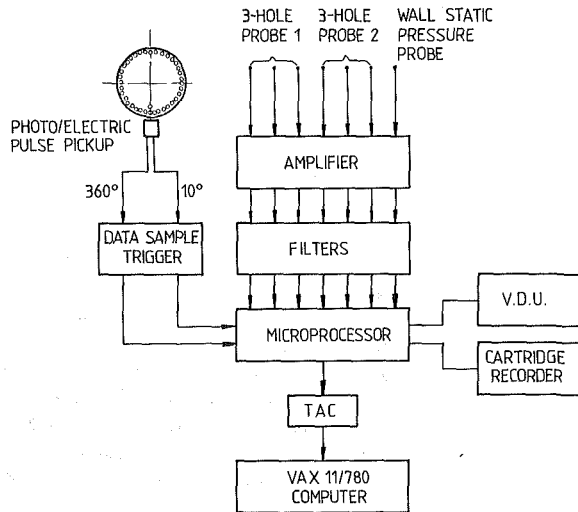 3-HOLE
PROBE 1
3-HOLE
PROBE 2
WALL STATIC
PRESSURE
PROBE
PHOTO/ELECTRIC
PULSE PICKUP
AMPLIFIER
360°
10°
DATA SAMPLE
TRIGGER
FILTERS
V.D.U.
MICROPROCESSOR
CARTRIDGE
RECORDER
TAC
VAX 11/780
COMPUTER